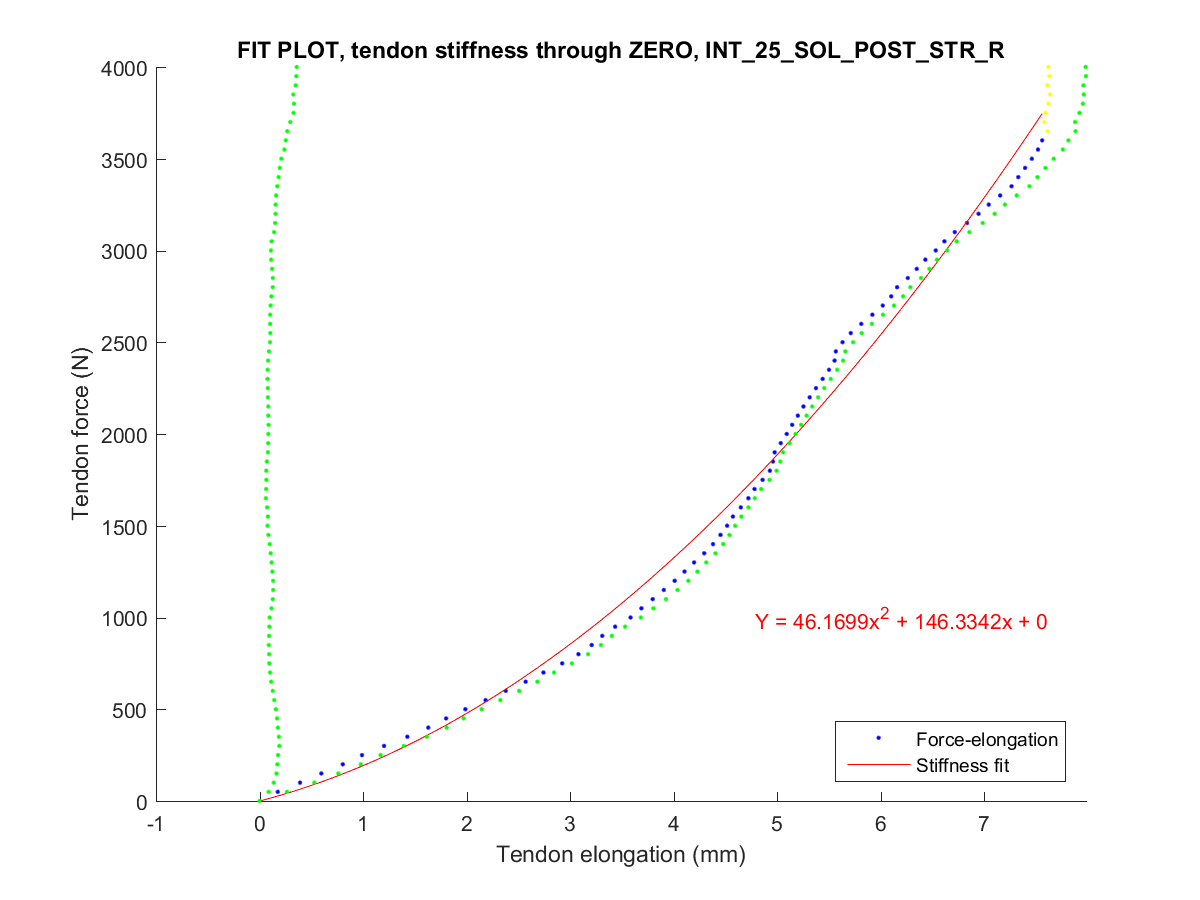 FIT PLOT, tendon stiffness through ZERO, INT_25_SOL_POST_STR_R
4000
3500
3000
2500
2000
1500
1000
500
0
Tendon force (N)
Y = 46.1699x² + 146.3342x + 0
Force-elongation
Stiffness fit
-1 0 1 2 3 4 5 6 7
Tendon elongation (mm)